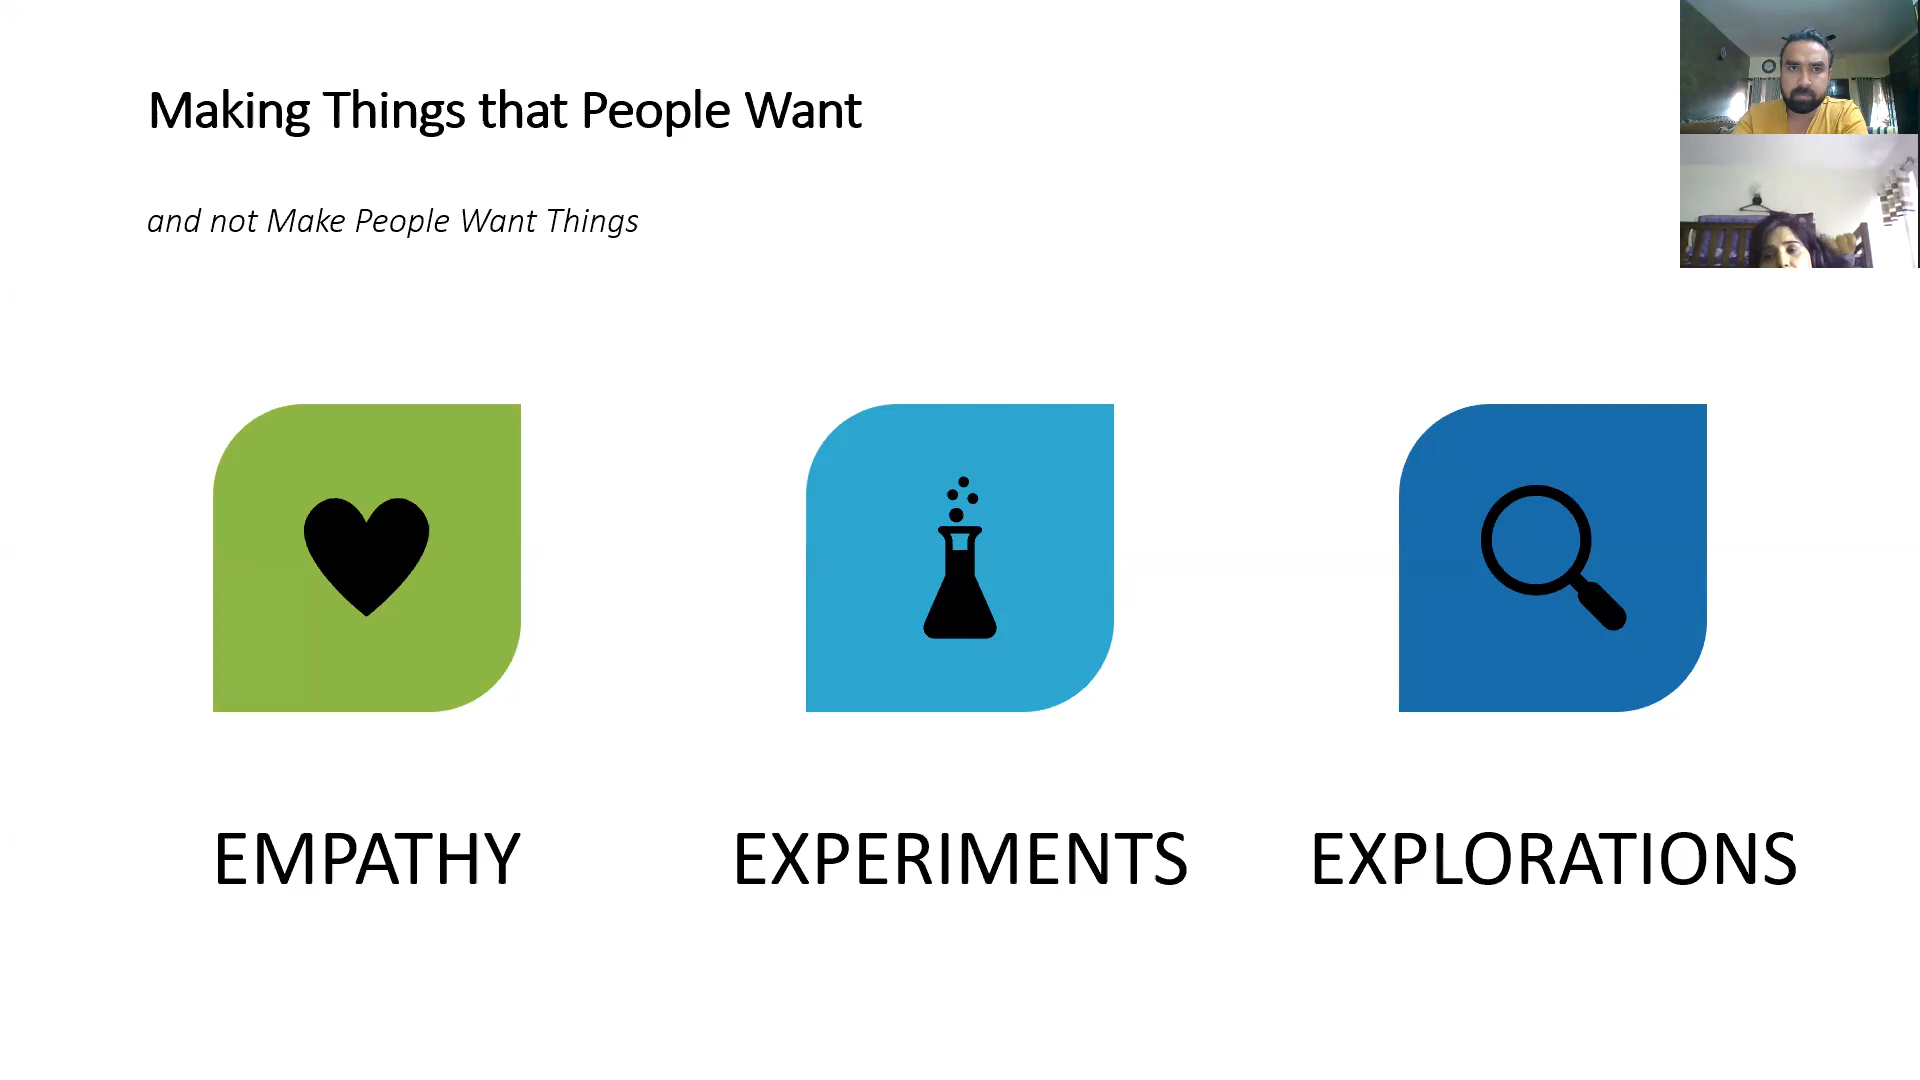 Making Things that People Want
and not Make People Want Things
EMPATHY
EXPERIMENTS
EXPLORATIONS